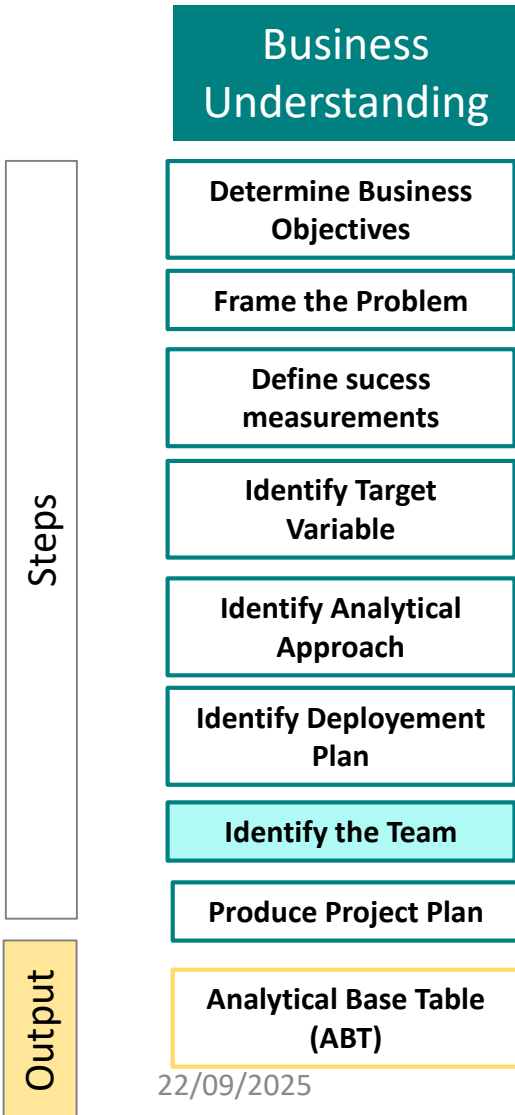 Business
Understanding
Steps
Determine Business
Objectives
Frame the Problem
Define sucess
measurements
Identify Target
Variable
Identify Analytical
Approach
Identify Deployement
Plan
Identify the Team
Produce Project Plan
Output
Analytical Base Table
(ABT)
22/09/2025